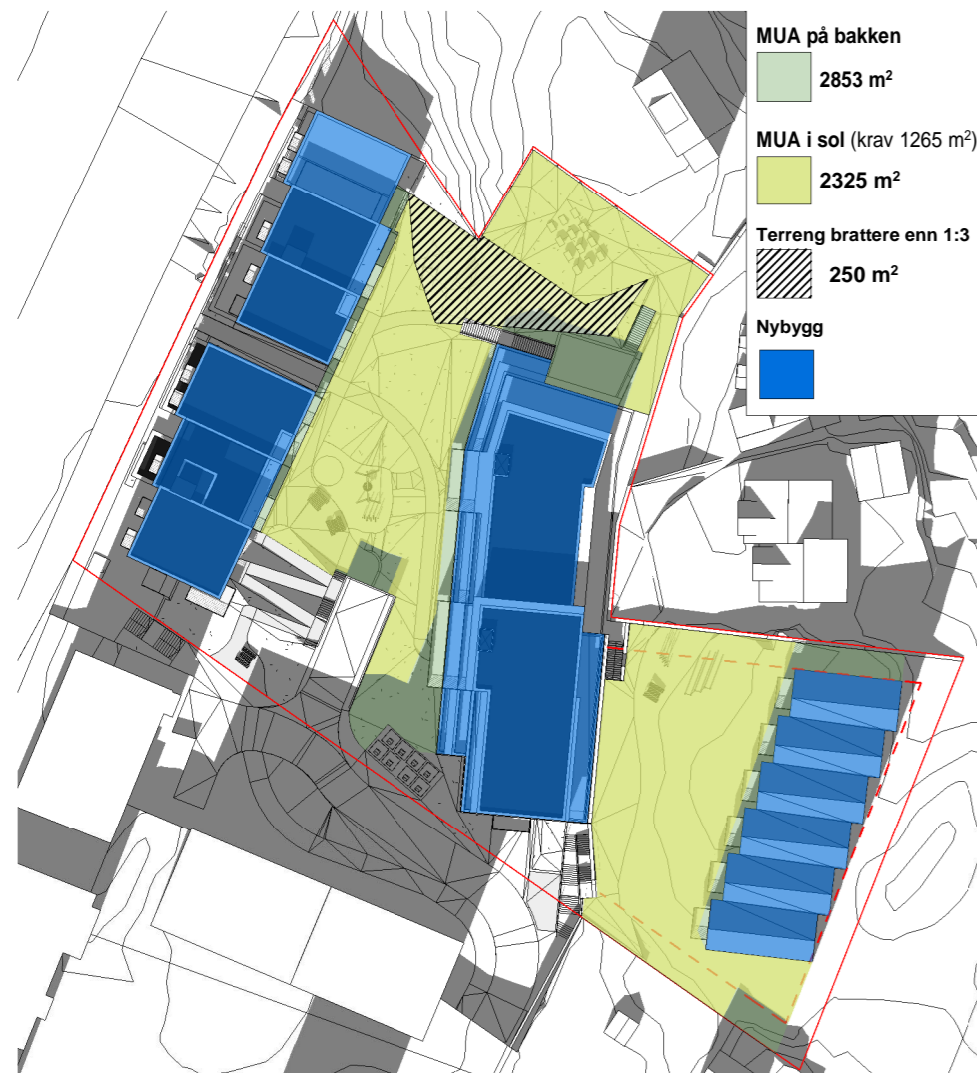 MUA på bakken
2853 m²
MUA i sol (krav 1265 m²)
2325 m²
Terreng brattere enn 1:3
250 m²
Nybygg